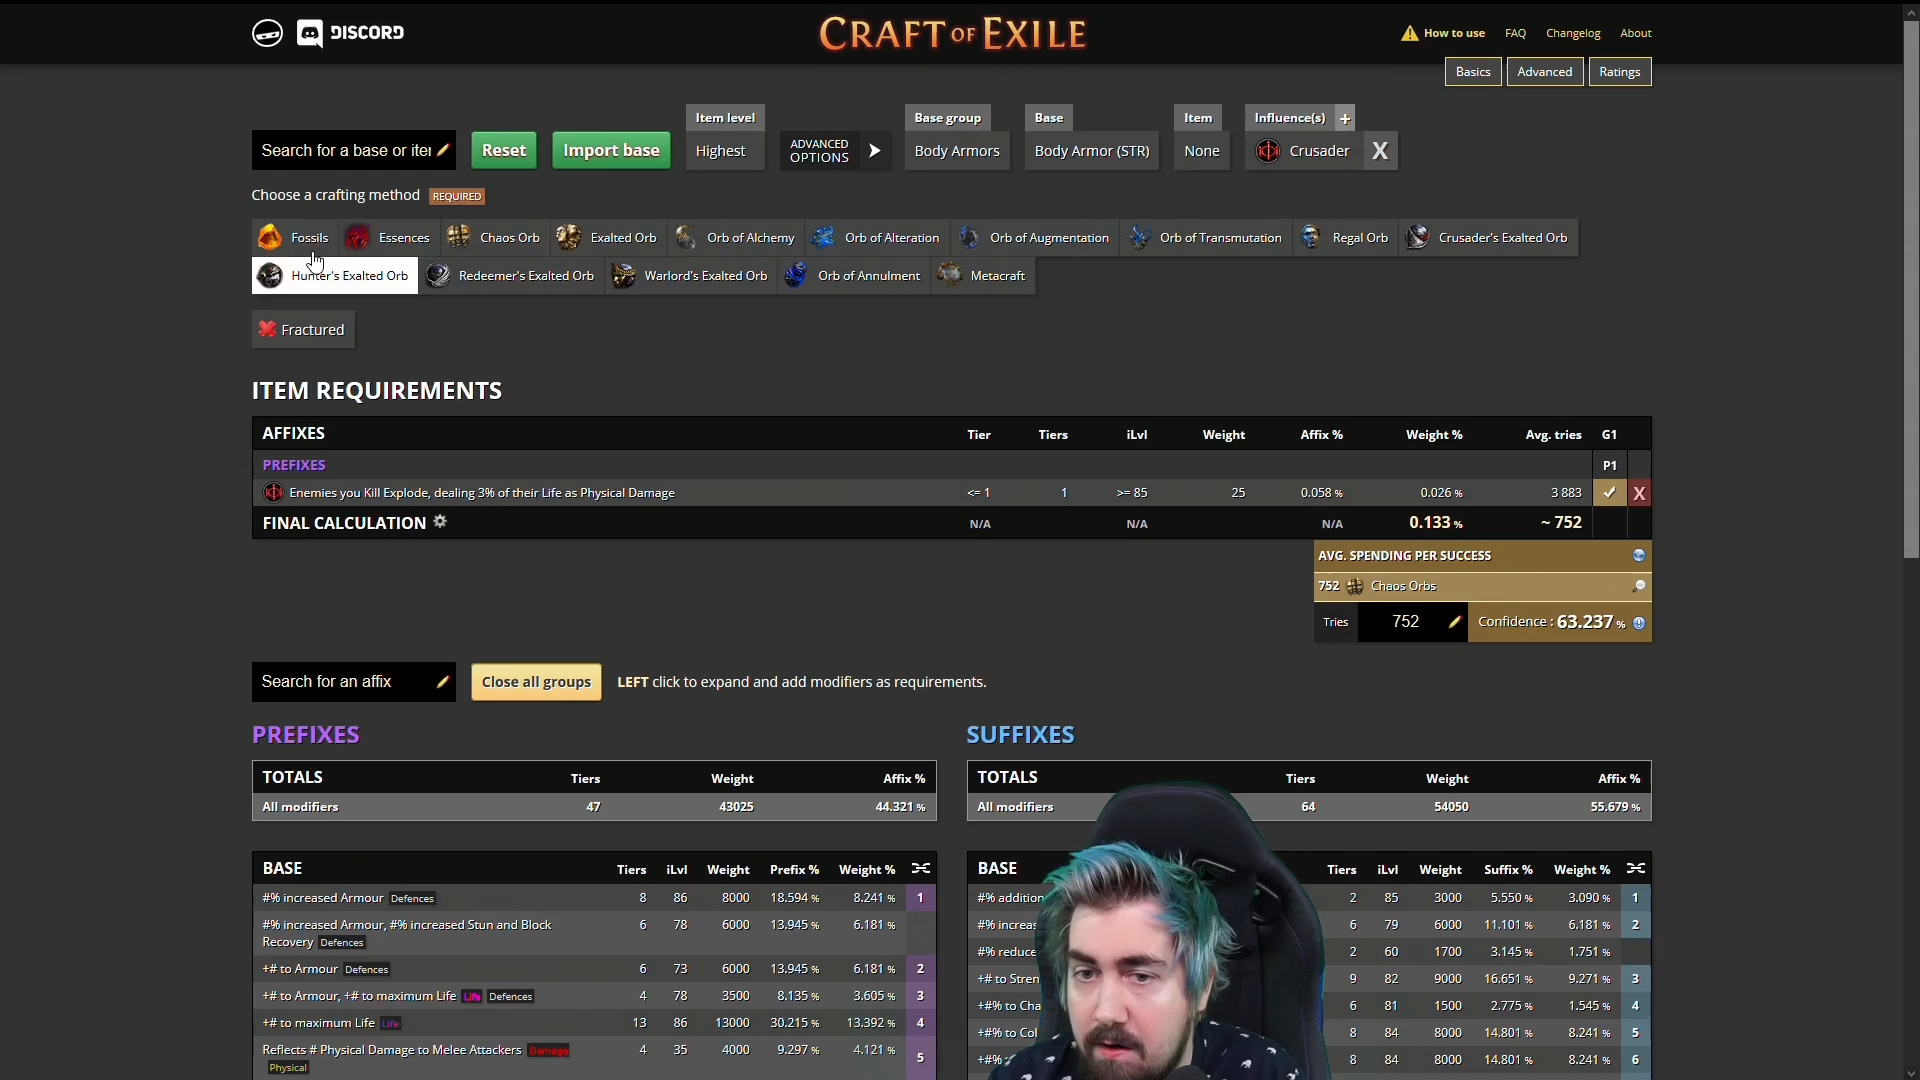 DISCORD
CRAFT OF EXILE
How to use FAQ Changelog About
Basics Advanced Ratings
Item level Base group Base Item Influence(s) +
Search for a base or iter Reset Import base Highest ADVANCED OPTIONS Body Armors Body Armor (STR) None Crusader X
Choose a crafting method REQUIRED
Fossils Essences Chaos Orb Exalted Orb Orb of Alchemy Orb of Alteration Orb of Augmentation Orb of Transmutation Regal Orb Crusader's Exalted Orb
Hunter's Exalted Orb Redeemer's Exalted Orb Warlord's Exalted Orb Orb of Annulment Metacraft
Fractured
ITEM REQUIREMENTS
AFFIXES Tier Tiers iLvl Weight Affix % Weight % Avg. tries G1
PREFIXES P1
Enemies you Kill Explode, dealing 3% of their Life as Physical Damage <= 1 1 >= 85 25 0.058 % 0.026 % 3 883 X
FINAL CALCULATION N/A N/A N/A 0.133 % ~ 752
AVG. SPENDING PER SUCCESS
752 Chaos Orbs
Tries 752 Confidence : 63.237 %
Search for an affix Close all groups LEFT click to expand and add modifiers as requirements.
PREFIXES SUFFIXES
TOTALS Tiers Weight Affix % TOTALS Tiers Weight Affix %
All modifiers 47 43025 44.321 % All modifiers 64 54050 55.679 %
BASE Tiers iLvl Weight Prefix % Weight % BASE Tiers iLvl Weight Suffix % Weight %
#% increased Armour Defences 8 86 8000 18.594 % 8.241 % 1 #% addition 2 85 3000 5.550 % 3.090 % 1
#% increased Armour, #% increased Stun and Block 6 78 6000 13.945 % 6.181 % #% increas 6 79 6000 11.101 % 6.181 % 2
Recovery Defences #% reduce 2 60 1700 3.145 % 1.751 %
+# to Armour Defences 6 73 6000 13.945 % 6.181 % 2 +# to Stren 9 82 9000 16.651 % 9.271 % 3
+# to Armour, +# to maximum Life Life Defences 4 78 3500 8.135 % 3.605 % 3 +#% to Cha 6 81 1500 2.775 % 1.545 % 4
+# to maximum Life Life 13 86 13000 30.215 % 13.392 % 4 +#% to Col 8 84 8000 14.801 % 8.241 % 5
Reflects # Physical Damage to Melee Attackers Damage 4 35 4000 9.297 % 4.121 % 5 +#% 8 84 8000 14.801 % 8.241 % 6
Physical